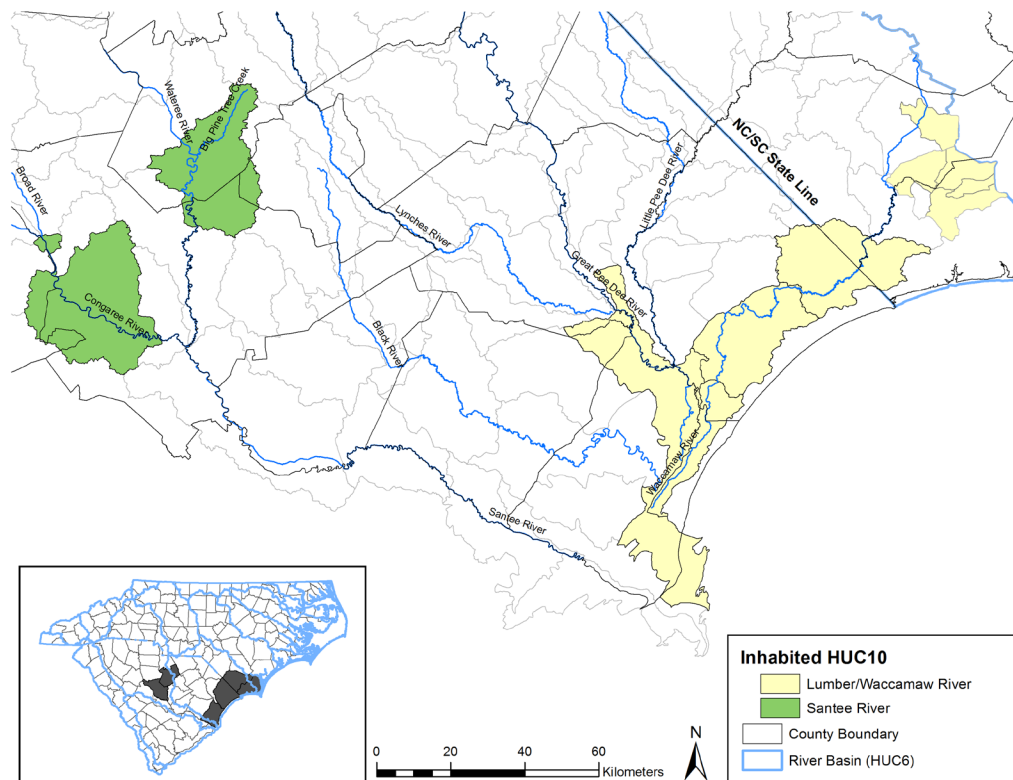 Wateree River
Big Pine Tree Creek
Broad River
Congaree River
Lynches River
Black River
Santee River
Great Pee Dee River
Little Pee Dee River
Waccamaw River
NC/SC State Line
Inhabited HUC10
Lumber/Waccamaw River
Santee River
County Boundary
River Basin (HUC6)
N
0 20 40 60
Kilometers